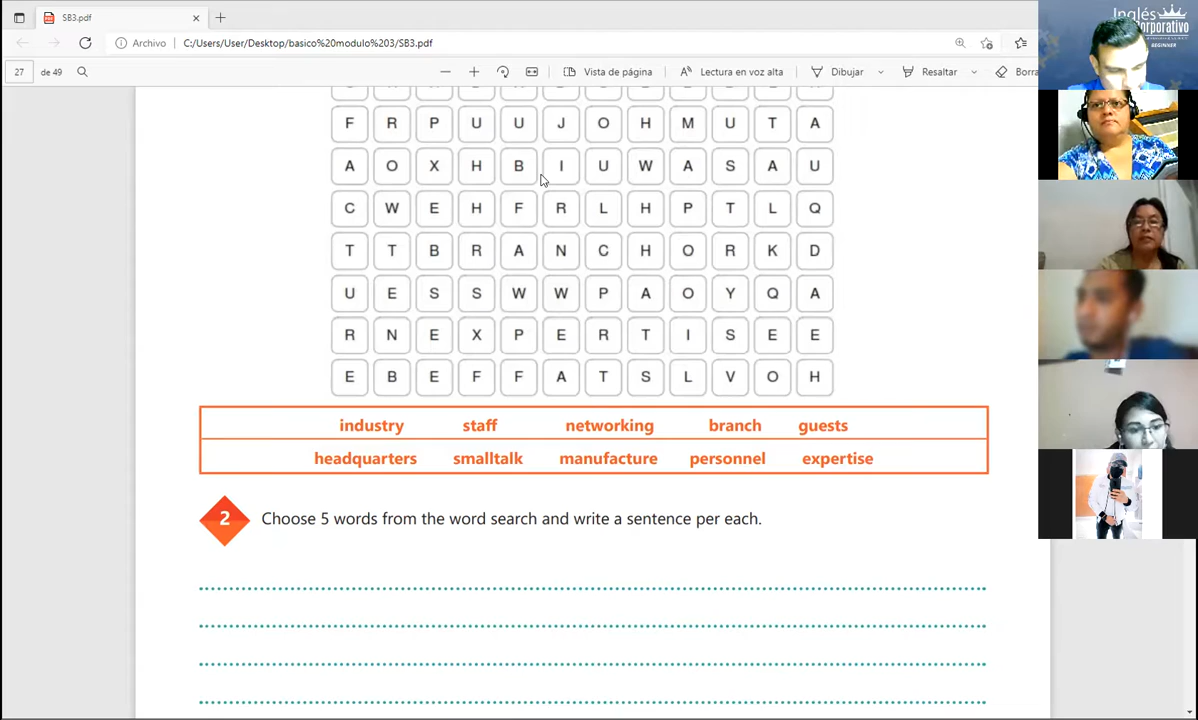 SB3.pdf
Archivo C:/Users/User/Desktop/basico%20modulo%203/SB3.pdf
27 de 49 Vista de página Lectura en voz alta Dibujar Resaltar Borra
F R P U U J O H M U T A
A O X H B I U W A S A U
C W E H F R L H P T L Q
T T B R A N C H O R K D
U E S S W W P A O Y Q A
R N E X P E R T I S E E
E B E F F A T S L V O H
industry staff networking branch guests
headquarters smalltalk manufacture personnel expertise
2 Choose 5 words from the word search and write a sentence per each.
Inglés
Corporativo
BEGINNER